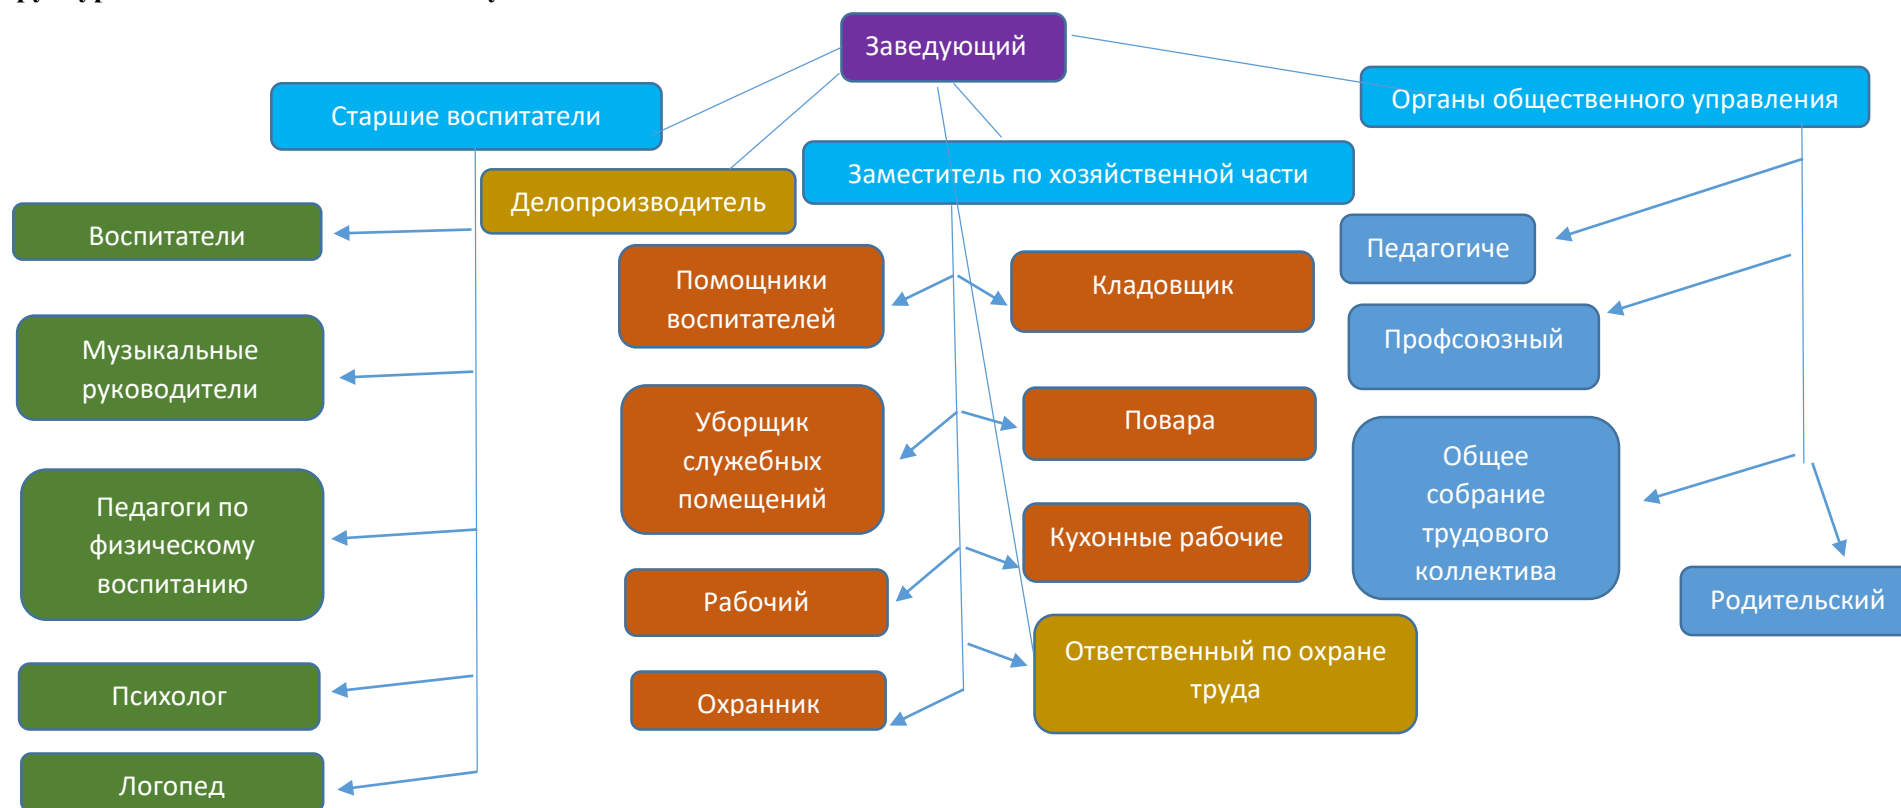 Заведующий
Старшие воспитатели
Органы общественного управления
Делопроизводитель
Заместитель по хозяйственной части
Воспитатели
Музыкальные
руководители
Педагоги по
физическому
воспитанию
Психолог
Логопед
Помощники
воспитателей
Уборщик
служебных
помещений
Рабочий
Охранник
Кладовщик
Повара
Кухонные рабочие
Ответственный по охране
труда
Педагогиче
Профсоюзный
Общее
собрание
трудового
коллектива
Родительский